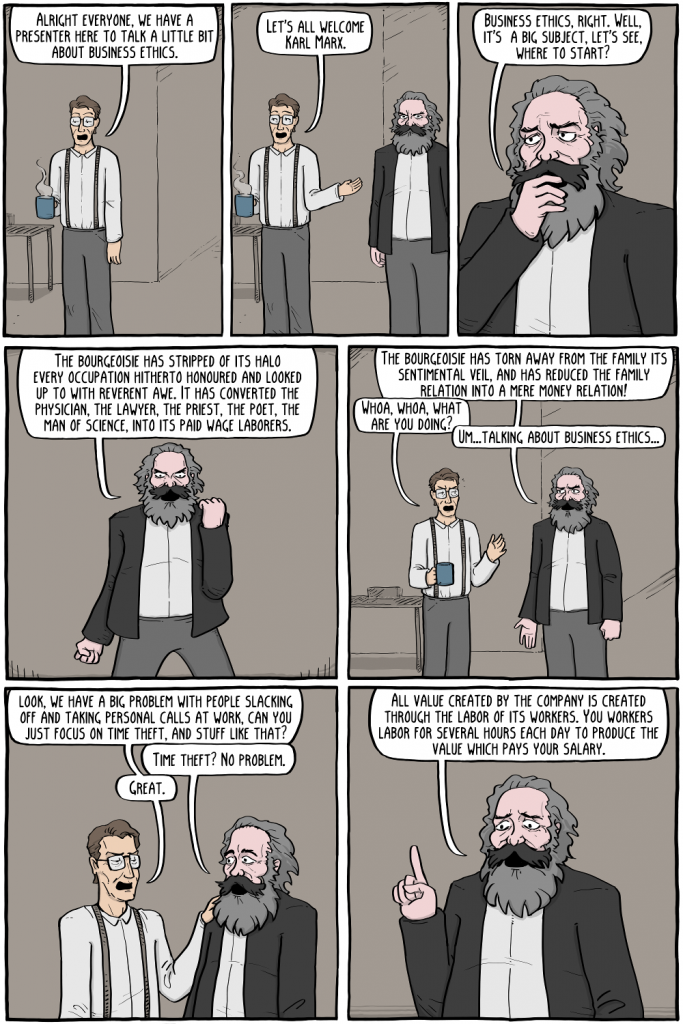 ALRIGHT EVERYONE, WE HAVE A
PRESENTER HERE TO TALK A LITTLE BIT
ABOUT BUSINESS ETHICS.
LET'S ALL WELCOME
KARL MARX.
BUSINESS ETHICS, RIGHT. WELL,
IT'S A BIG SUBJECT, LET'S SEE,
WHERE TO START?
THE BOURGEOISIE HAS STRIPPED OF ITS HALO
EVERY OCCUPATION HITHERTO HONOURED AND LOOKED
UP TO WITH REVERENT AWE. IT HAS CONVERTED THE
PHYSICIAN, THE LAWYER, THE PRIEST, THE POET, THE
MAN OF SCIENCE, INTO ITS PAID WAGE LABORERS.
THE BOURGEOISIE HAS TORN AWAY FROM THE FAMILY ITS
SENTIMENTAL VEIL, AND HAS REDUCED THE FAMILY
RELATION INTO A MERE MONEY RELATION!
WHOA, WHOA, WHAT
ARE YOU DOING?
UM...TALKING ABOUT BUSINESS ETHICS...
LOOK, WE HAVE A BIG PROBLEM WITH PEOPLE SLACKING
OFF AND TAKING PERSONAL CALLS AT WORK, CAN YOU
JUST FOCUS ON TIME THEFT, AND STUFF LIKE THAT?
TIME THEFT? NO PROBLEM.
GREAT.
ALL VALUE CREATED BY THE COMPANY IS CREATED
THROUGH THE LABOR OF ITS WORKERS. YOU WORKERS
LABOR FOR SEVERAL HOURS EACH DAY TO PRODUCE THE
VALUE WHICH PAYS YOUR SALARY.